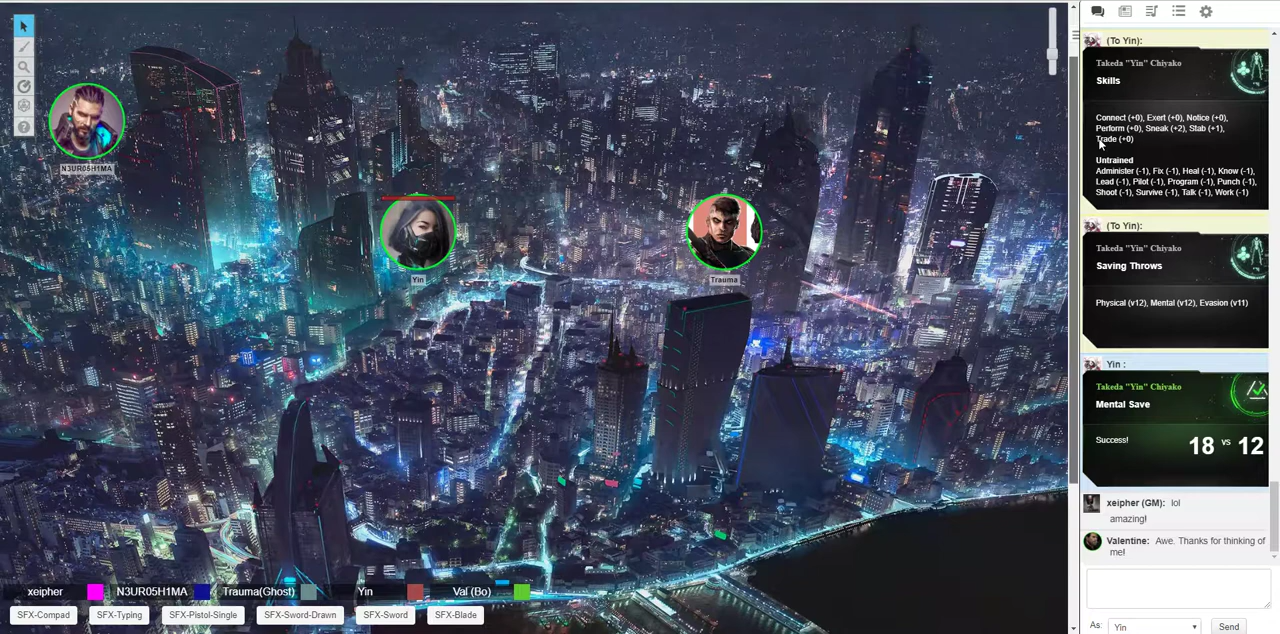 N3UR05H1MA
Yin
Trauma
xeipher
N3UR05H1MA
Trauma(Ghost)
Yin
Val (Bo)
SFX-Compad
SFX-Typing
SFX-Pistol-Single
SFX-Sword-Drawn
SFX-Sword
SFX-Blade
(To Yin):
Takeda "Yin" Chiyako
Skills
Connect (+0), Exert (+0), Notice (+0),
Perform (+0), Sneak (+2), Stab (+1),
Trade (+0)
Untrained
Administer (-1), Fix (-1), Heal (-1), Know (-1),
Lead (-1), Pilot (-1), Program (-1), Punch (-1),
Shoot (-1), Survive (-1), Talk (-1), Work (-1)
(To Yin):
Takeda "Yin" Chiyako
Saving Throws
Physical (v12), Mental (v12), Evasion (v11)
Yin :
Takeda "Yin" Chiyako
Mental Save
Success! 18 vs 12
xeipher (GM): lol
amazing!
Valentine: Awe. Thanks for thinking of
me!
As: Yin
Send